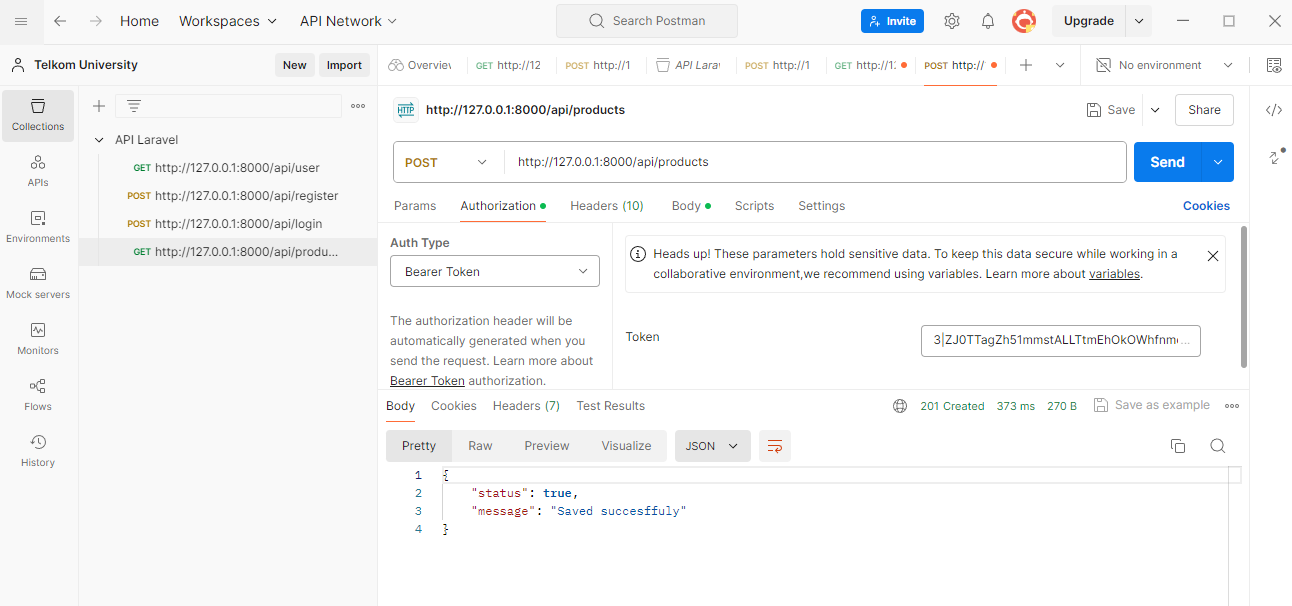 Home Workspaces API Network Search Postman Invite Upgrade
Telkom University New Import Overview GET http://12 POST http://1 API Larav POST http://1 GET http://1 POST http:// No environment
Collections
APIs
Environments
Mock servers
Monitors
Flows
History
API Laravel
GET http://127.0.0.1:8000/api/user
POST http://127.0.0.1:8000/api/register
POST http://127.0.0.1:8000/api/login
GET http://127.0.0.1:8000/api/produ...
HTTP http://127.0.0.1:8000/api/products Save Share
POST http://127.0.0.1:8000/api/products Send
Params Authorization Headers (10) Body Scripts Settings Cookies
Auth Type
Bearer Token
The authorization header will be
automatically generated when you
send the request. Learn more about
Bearer Token authorization.
Heads up! These parameters hold sensitive data. To keep this data secure while working in a
collaborative environment,we recommend using variables. Learn more about variables.
Token 3|ZJ0TTagZh51mmstALLTtmEhOkOWhfnm...
Body Cookies Headers (7) Test Results 201 Created 373 ms 270 B Save as example
Pretty Raw Preview Visualize JSON
1 {
2 "status": true,
3 "message": "Saved succesffuly"
4 }